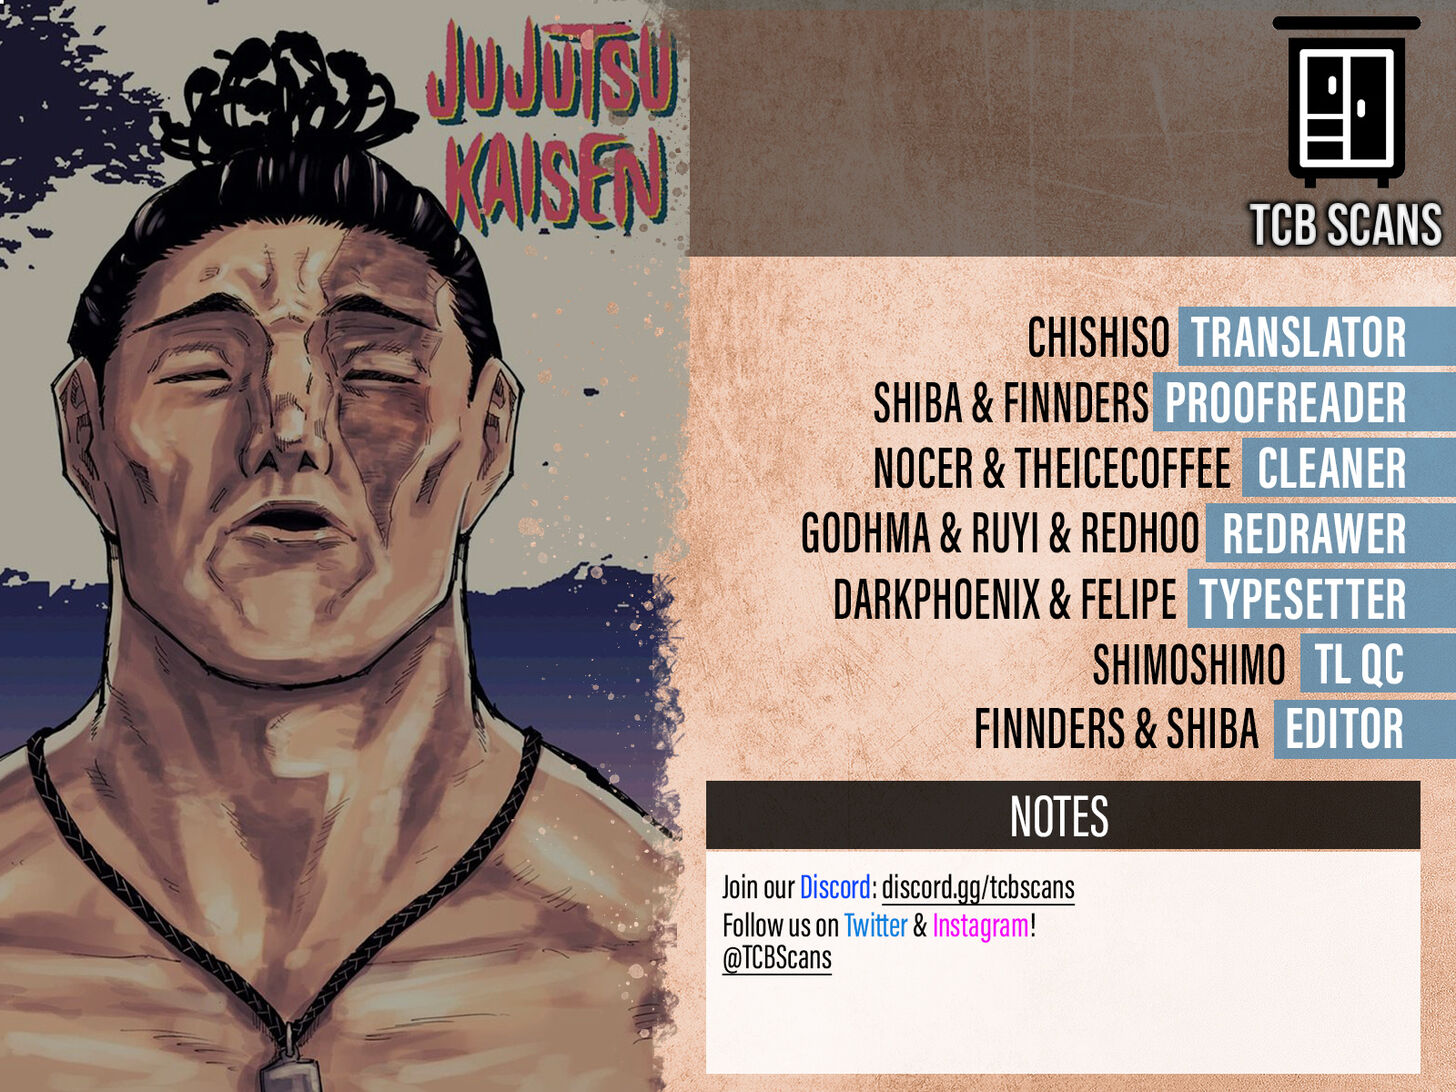 JUJUTSU
KAISEN
TCB SCANS
CHISHISO TRANSLATOR
SHIBA & FINNDERS PROOFREADER
NOCER & THEICECOFFEE CLEANER
GODHMA & RUYI & REDHOO REDRAWER
DARKPHOENIX & FELIPE TYPESETTER
SHIMOSHIMO TL QC
FINNDERS & SHIBA EDITOR
NOTES
Join our Discord: discord.gg/tcbscans
Follow us on Twitter & Instagram!
@TCBScans